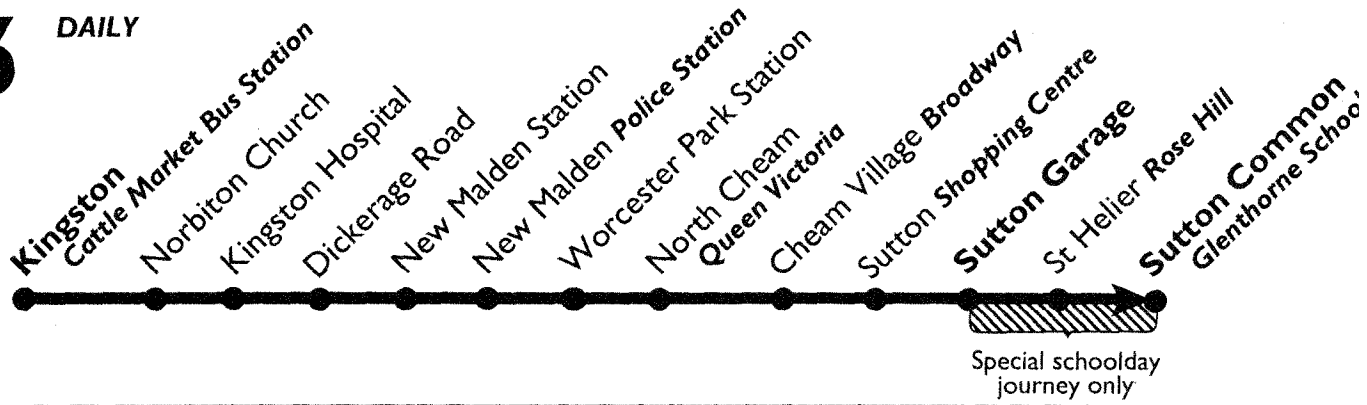 DAILY
Kingston
Cattle Market Bus Station
Norbiton Church
Kingston Hospital
Dickerage Road
New Malden Station
New Malden Police Station
Worcester Park Station
North Cheam
Queen Victoria
Cheam Village Broadway
Sutton Shopping Centre
Sutton Garage
St Helier Rose Hill
Sutton Common
Glenthorne School
Special schoolday
journey only